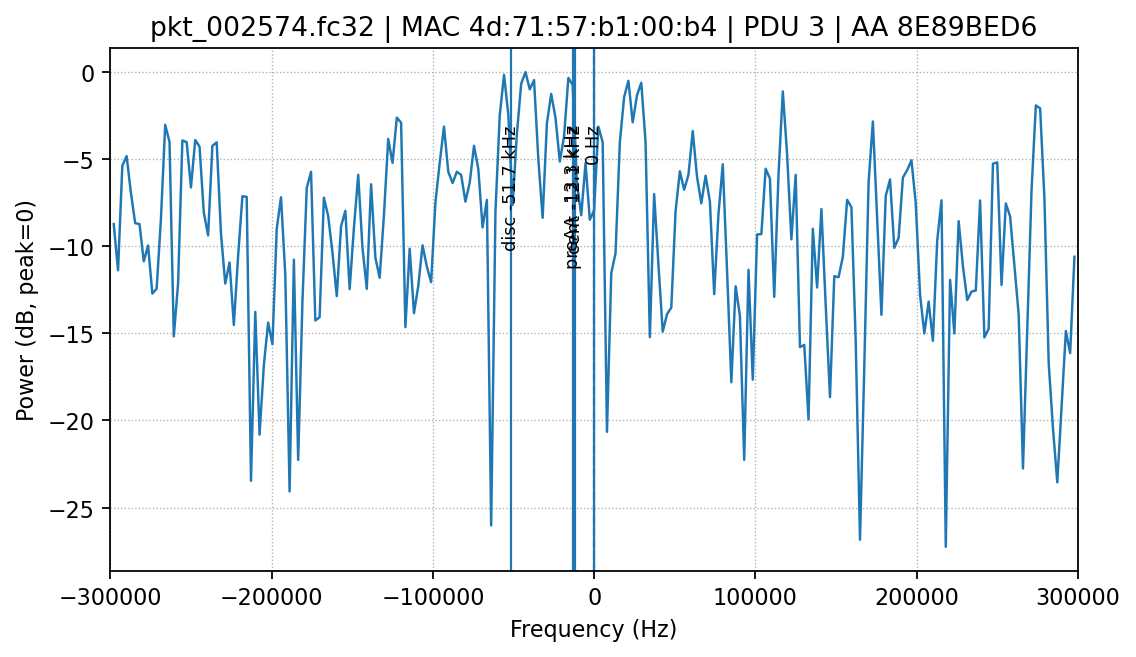 pkt_002574.fc32 | MAC 4d:71:57:b1:00:b4 | PDU 3 | AA 8E89BED6
Power (dB, peak=0)
0
−5
−10
−15
−20
−25
disc -51.7 kHz
kHz
0 Hz
−300000
−200000
−100000
0
100000
200000
300000
Frequency (Hz)